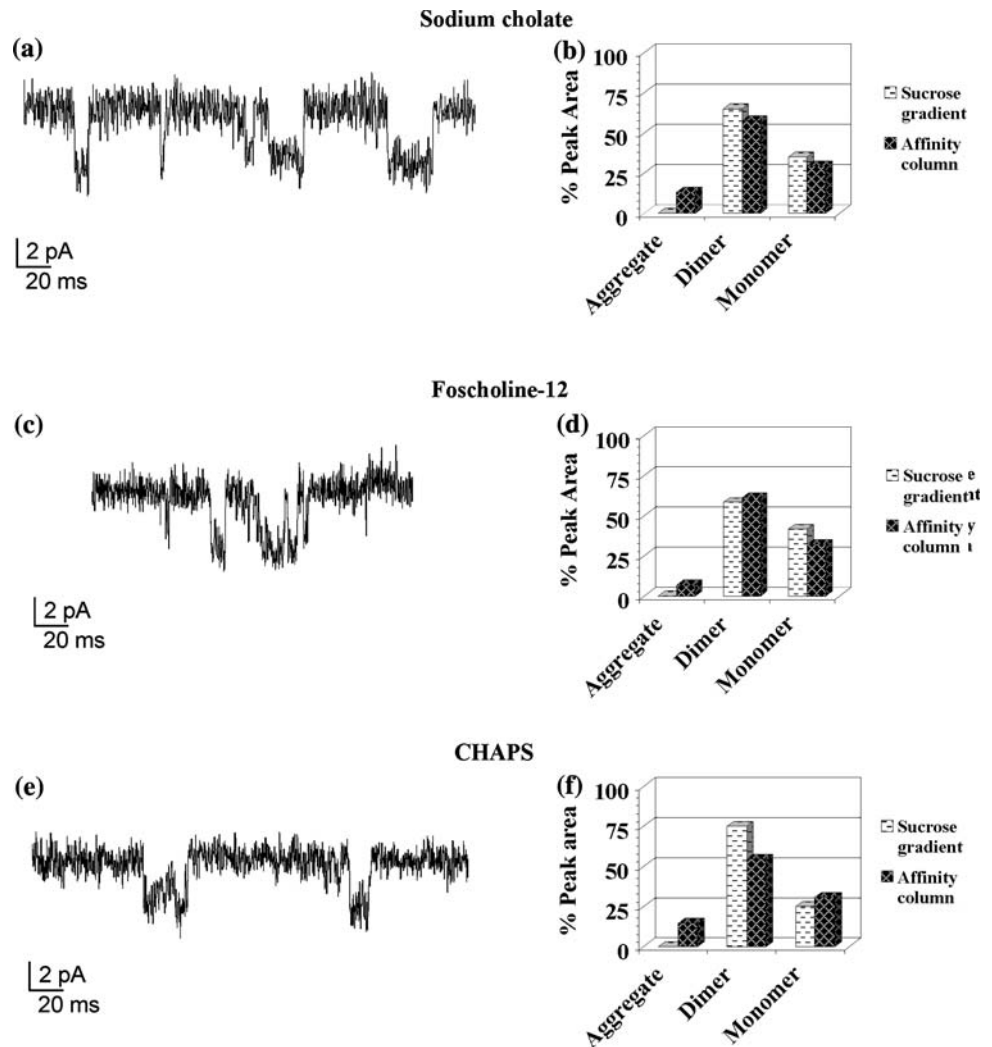 Sodium cholate
(a)
2 pA
20 ms
(b)
% Peak Area
100
75
50
25
0
Aggregate
Dimer
Monomer
Sucrose
gradient
Affinity
column
Foscholine-12
(c)
2 pA
20 ms
(d)
% Peak Area
100
75
50
25
0
Aggregate
Dimer
Monomer
Sucrose e
gradient nt
Affinity y
column ı
CHAPS
(e)
2 pA
20 ms
(f)
% Peak area
100
75
50
25
0
Aggregate
Dimer
Monomer
Sucrose
gradient
Affinity
column